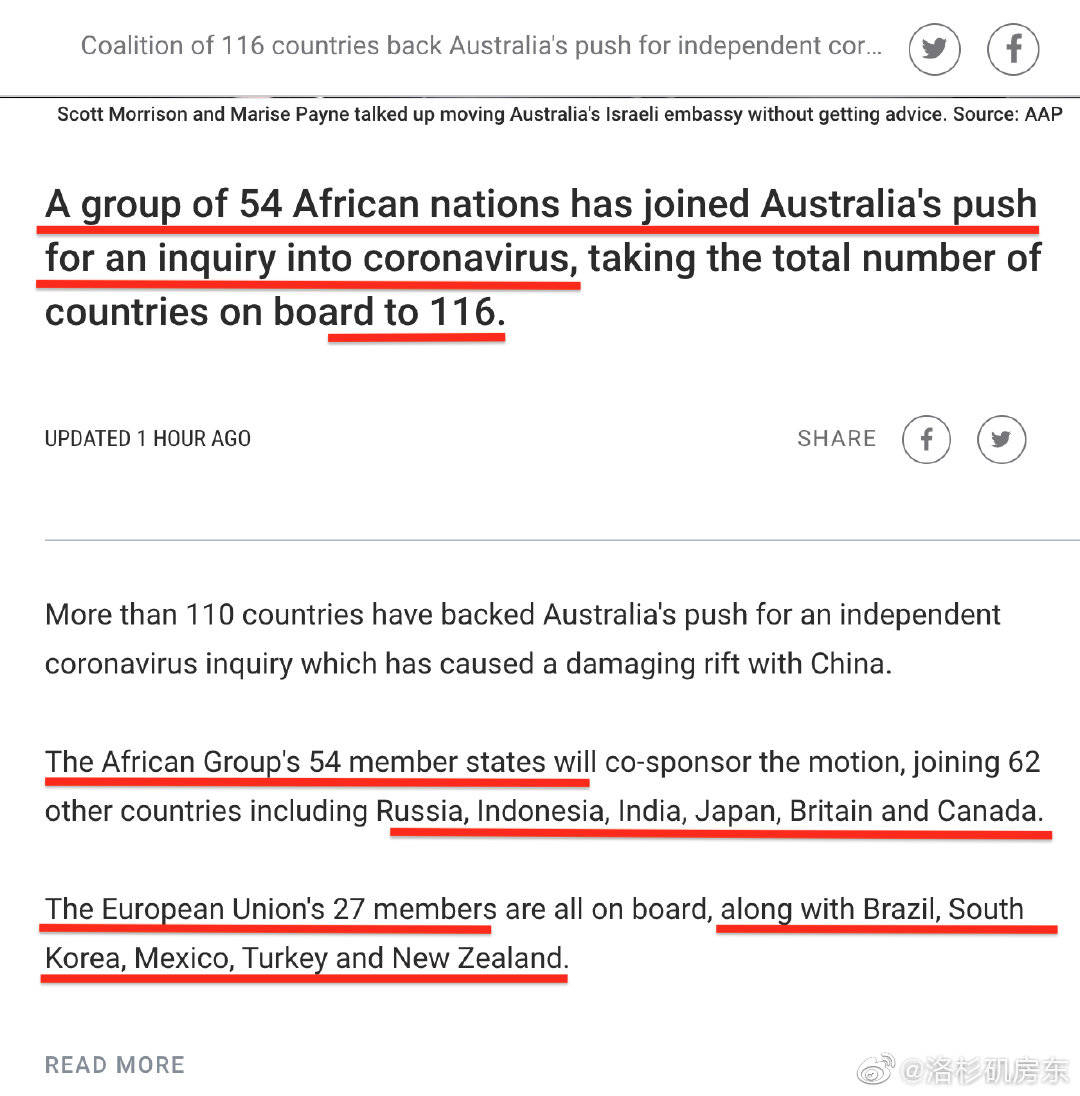 Coalition of 116 countries back Australia's push for independent cor...
Scott Morrison and Marise Payne talked up moving Australia's Israeli embassy without getting advice. Source: AAP
A group of 54 African nations has joined Australia's push
for an inquiry into coronavirus, taking the total number of
countries on board to 116.
UPDATED 1 HOUR AGO
SHARE
More than 110 countries have backed Australia's push for an independent
coronavirus inquiry which has caused a damaging rift with China.
The African Group's 54 member states will co-sponsor the motion, joining 62
other countries including Russia, Indonesia, India, Japan, Britain and Canada.
The European Union's 27 members are all on board, along with Brazil, South
Korea, Mexico, Turkey and New Zealand.
READ MORE
@洛杉矶房东